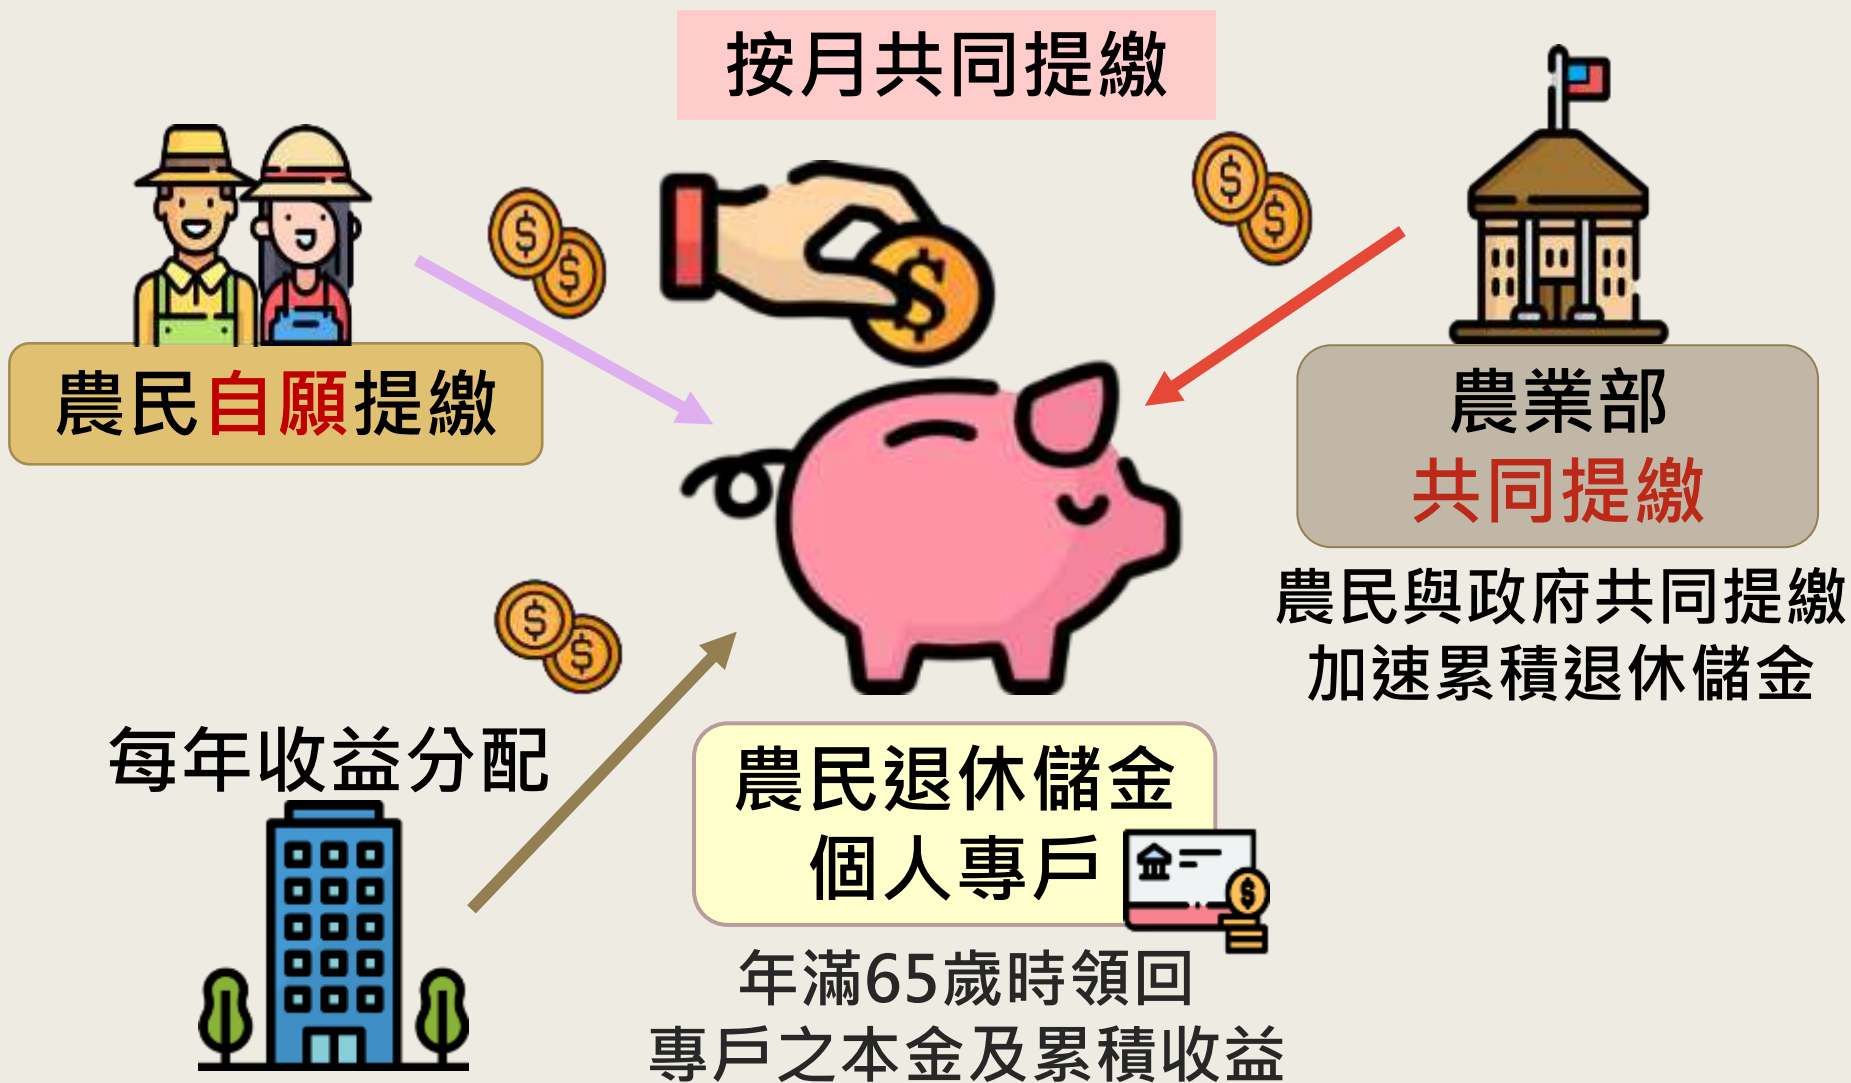 按月共同提繳
農民自願提繳
農業部
共同提繳
農民與政府共同提繳
加速累積退休儲金
每年收益分配
農民退休儲金
個人專戶
年滿65歲時領回
專戶之本金及累積收益